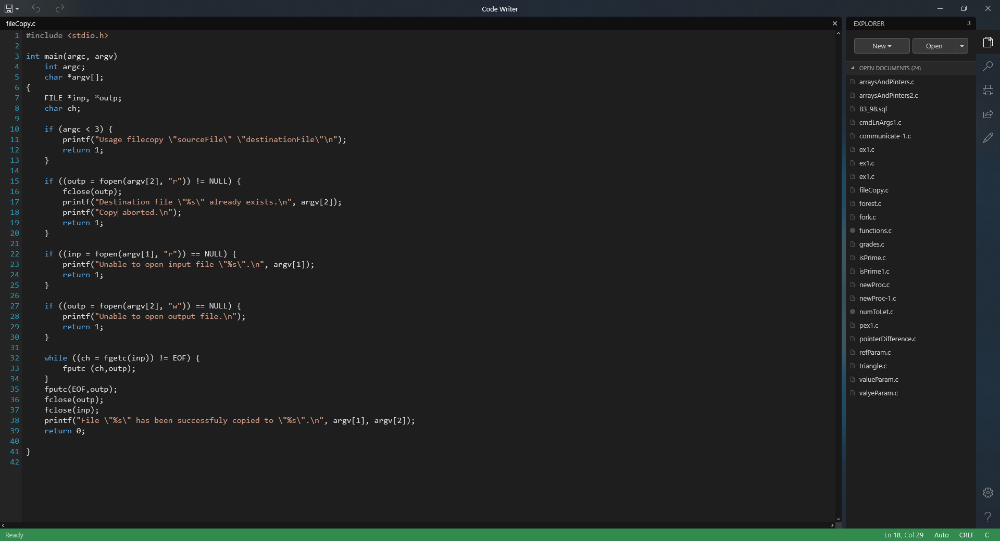 Code Writer
fileCopy.c
1 #include <stdio.h>
2
3 int main(argc, argv)
4     int argc;
5     char *argv[];
6 {
7     FILE *inp, *outp;
8     char ch;
9
10     if (argc < 3) {
11         printf("Usage filecopy \"sourceFile\" \"destinationFile\"\n");
12         return 1;
13     }
14
15     if ((outp = fopen(argv[2], "r")) != NULL) {
16         fclose(outp);
17         printf("Destination file \"%s\" already exists.\n", argv[2]);
18         printf("Copy aborted.\n");
19         return 1;
20     }
21
22     if ((inp = fopen(argv[1], "r")) == NULL) {
23         printf("Unable to open input file \"%s\".\n", argv[1]);
24         return 1;
25     }
26
27     if ((outp = fopen(argv[2], "w")) == NULL) {
28         printf("Unable to open output file.\n");
29         return 1;
30     }
31
32     while ((ch = fgetc(inp)) != EOF) {
33         fputc (ch,outp);
34     }
35     fputc(EOF,outp);
36     fclose(outp);
37     fclose(inp);
38     printf("File \"%s\" has been successfuly copied to \"%s\".\n", argv[1], argv[2]);
39     return 0;
40
41 }
42
EXPLORER
New
Open
OPEN DOCUMENTS (24)
arraysAndPinters.c
arraysAndPinters2.c
B3_98.sql
cmdLnArgs1.c
communicate-1.c
ex1.c
ex1.c
ex1.c
fileCopy.c
forest.c
fork.c
functions.c
grades.c
isPrime.c
isPrime1.c
newProc.c
newProc-1.c
numToLet.c
pex1.c
pointerDifference.c
refParam.c
triangle.c
valueParam.c
valyeParam.c
Ready
Ln 18, Col 29 Auto CRLF C